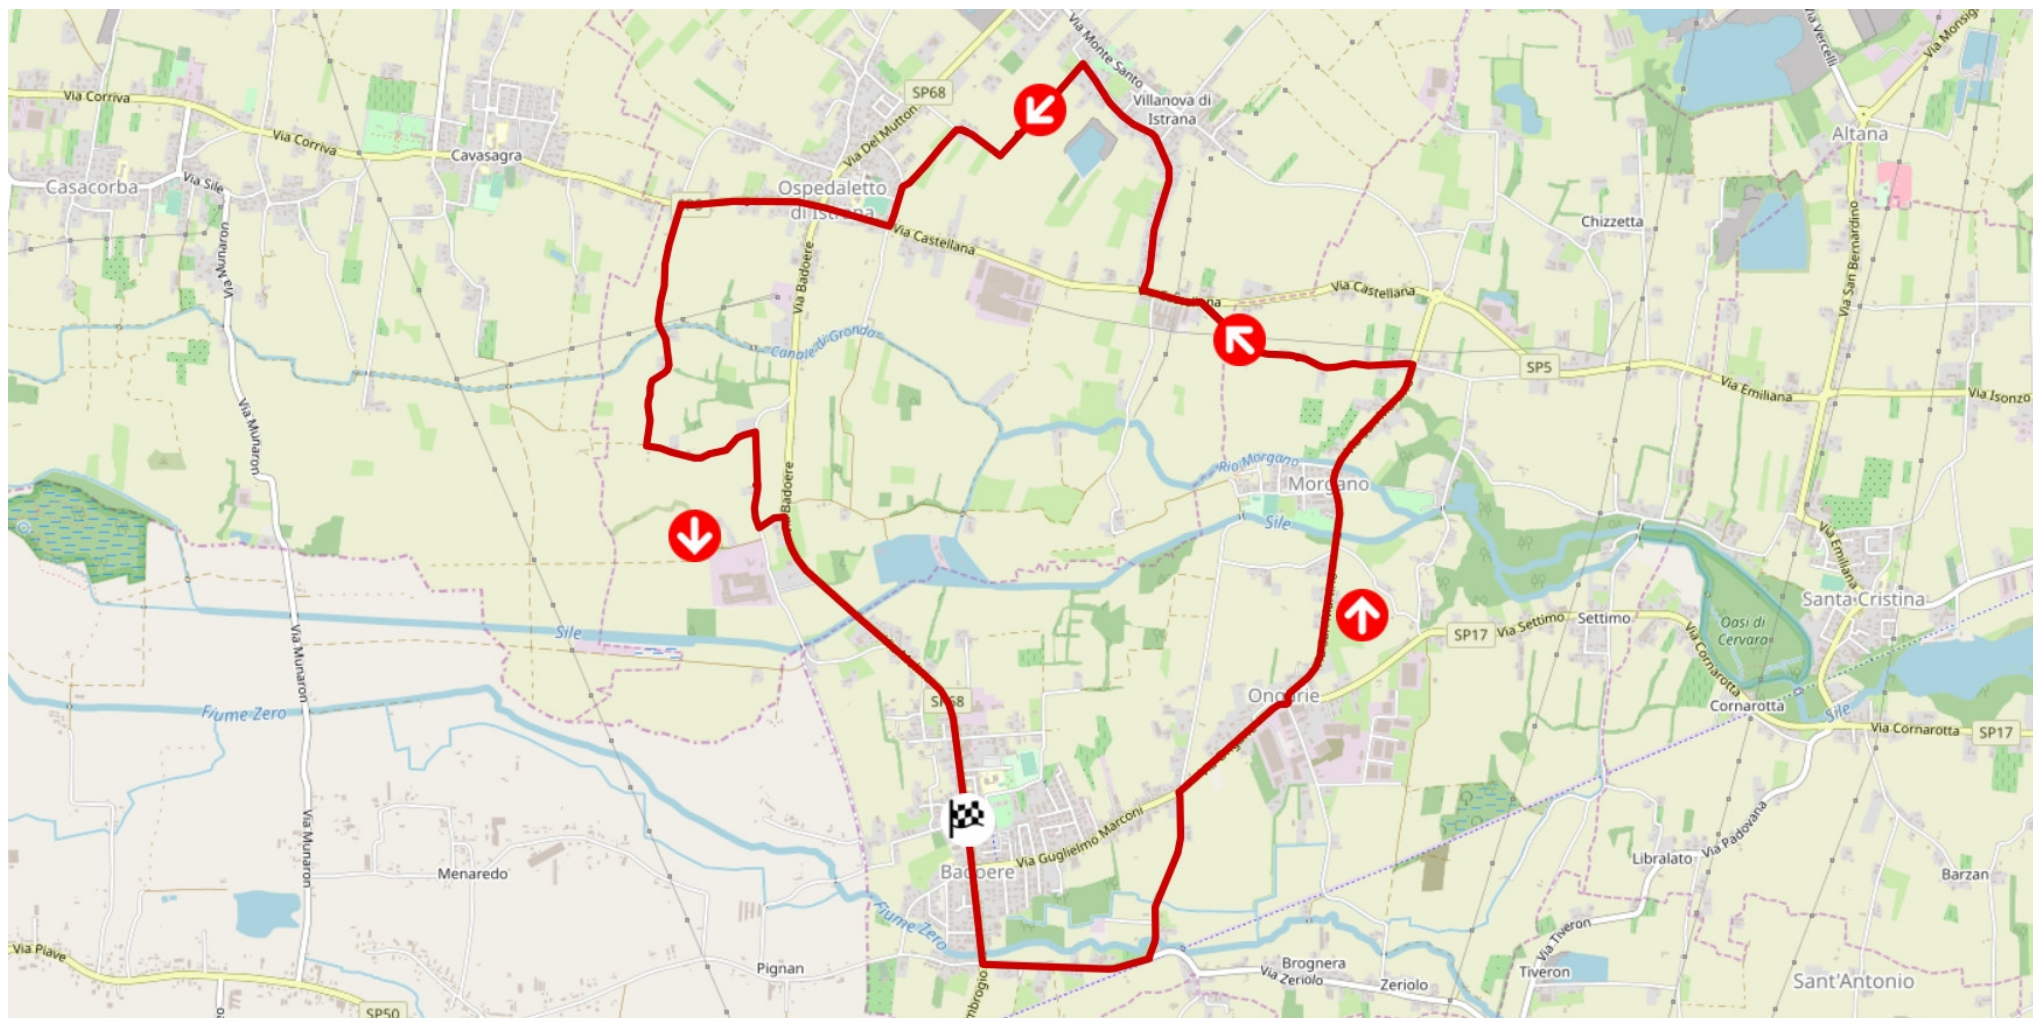 Via Monte Santo
Via Vercelli
SP68
Via Corriva
Villanova di
Istrana
Via Del Mutton
Altana
Via Corriva
Cavasagra
Casacorba
Via Sile
Ospedaletto
di Istrana
Chizzetta
Via Munaron
Via Castellana
Via Badoere
Via San Bernardino
Via Castellana
Canale di Gronda
SP5
Via Emiliana
Via Isonzo
Via Munaron
Rio Morgano
Morgano
Sile
Via Emiliana
Santa Cristina
Oasi di
Cervara
Settimo
SP17
Via Settimo
Sile
Via Munaron
Via Cornarotta
Ongarie
Cornarotta
Sile
Fiume Zero
Via Cornarotta
SP17
Via Guglielmo Marconi
Via Padovana
Via Munaron
Libralato
Menaredo
Badoere
Barzan
Fiume Zero
Via Tiveron
Via Piave
Pignan
Brognera
Via Zeriolo
Zeriolo
Tiveron
Sant'Antonio
SP50